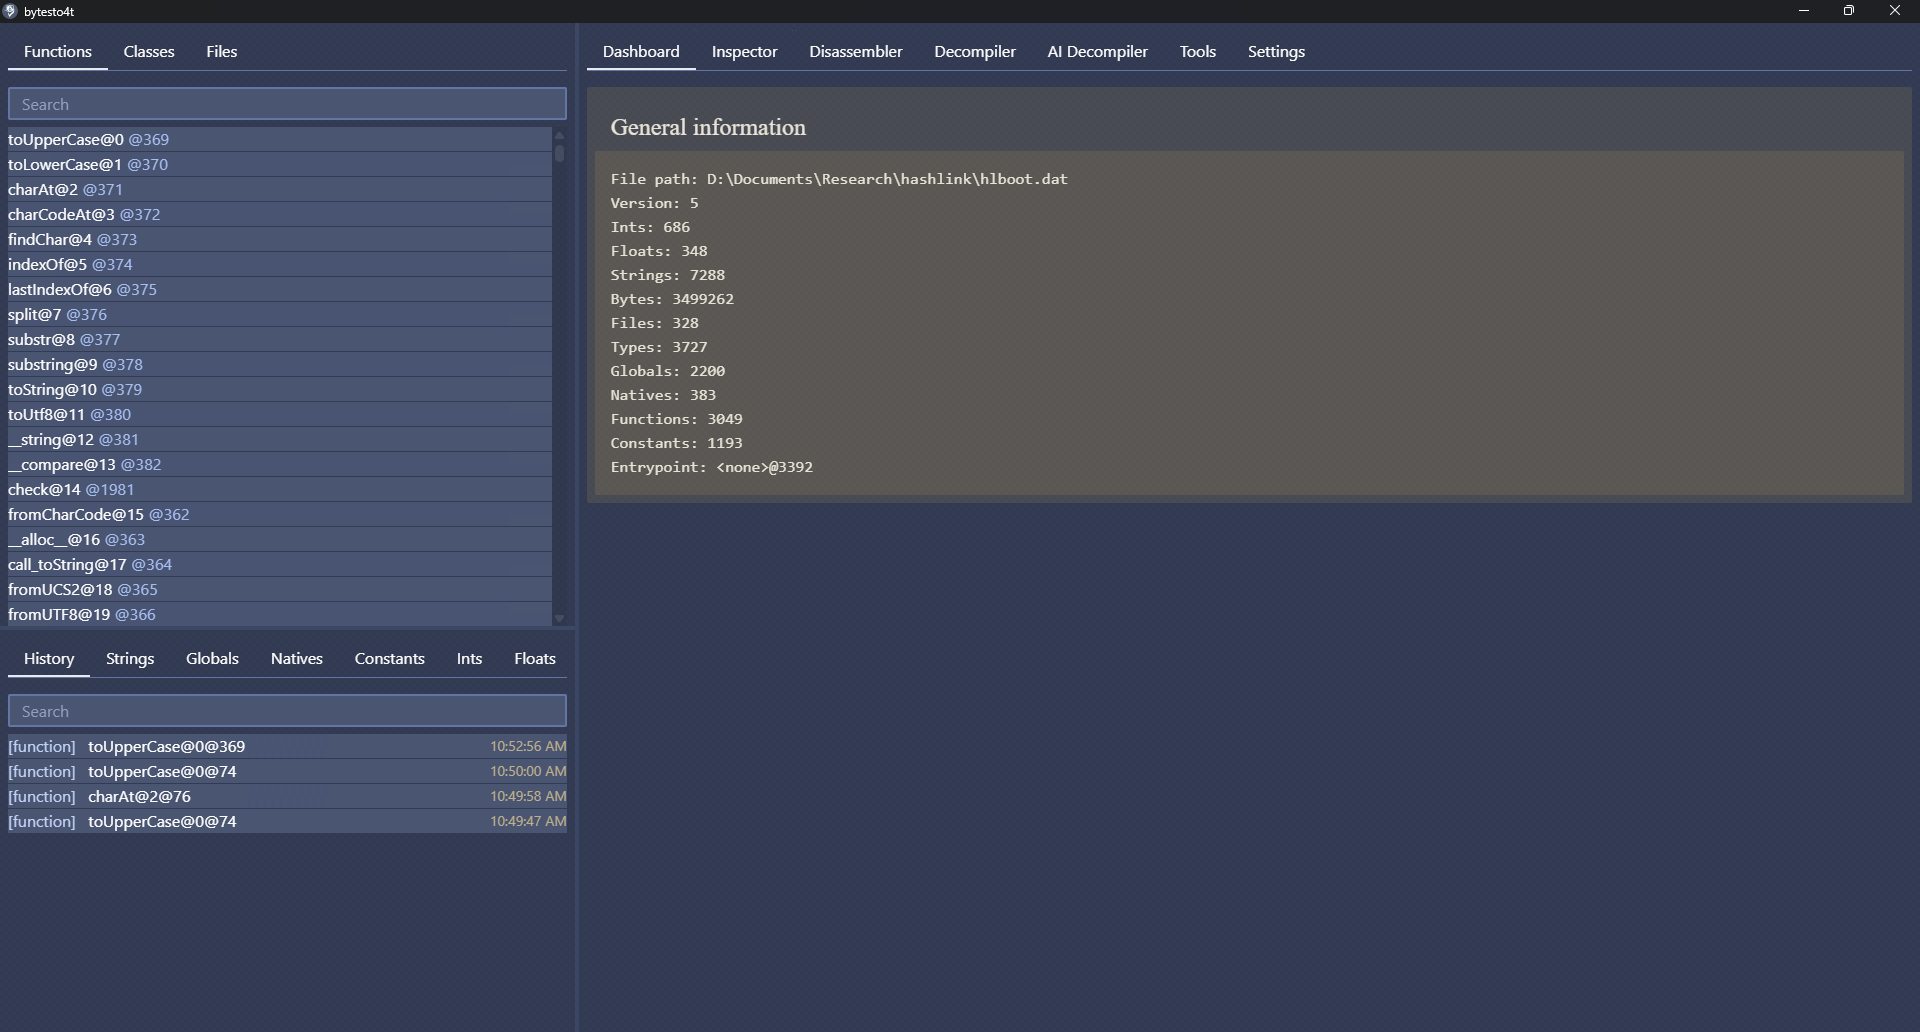 bytesto4t
Functions Classes Files
Search
toUpperCase@0 @369
toLowerCase@1 @370
charAt@2 @371
charCodeAt@3 @372
findChar@4 @373
indexOf@5 @374
lastIndexOf@6 @375
split@7 @376
substr@8 @377
substring@9 @378
toString@10 @379
toUtf8@11 @380
__string@12 @381
__compare@13 @382
check@14 @1981
fromCharCode@15 @362
__alloc__@16 @363
call_toString@17 @364
fromUCS2@18 @365
fromUTF8@19 @366
History Strings Globals Natives Constants Ints Floats
Search
[function] toUpperCase@0@369 10:52:56 AM
[function] toUpperCase@0@74 10:50:00 AM
[function] charAt@2@76 10:49:58 AM
[function] toUpperCase@0@74 10:49:47 AM
Dashboard Inspector Disassembler Decompiler AI Decompiler Tools Settings
General information
File path: D:\Documents\Research\hashlink\hlboot.dat
Version: 5
Ints: 686
Floats: 348
Strings: 7288
Bytes: 3499262
Files: 328
Types: 3727
Globals: 2200
Natives: 383
Functions: 3049
Constants: 1193
Entrypoint: <none>@3392